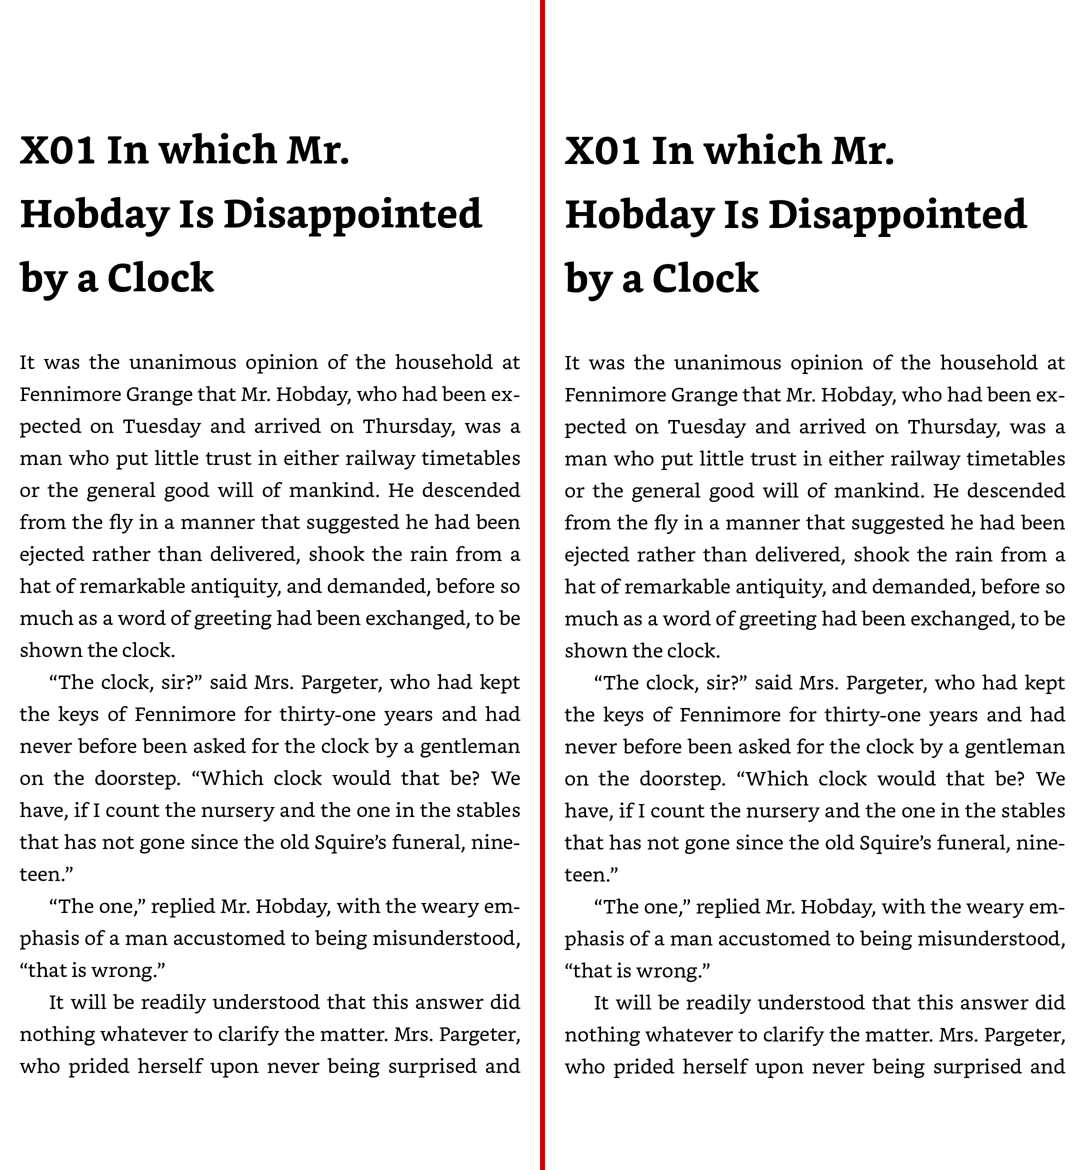 X01 In which Mr.
Hobday Is Disappointed
by a Clock
It was the unanimous opinion of the household at
Fennimore Grange that Mr. Hobday, who had been ex-
pected on Tuesday and arrived on Thursday, was a
man who put little trust in either railway timetables
or the general good will of mankind. He descended
from the fly in a manner that suggested he had been
ejected rather than delivered, shook the rain from a
hat of remarkable antiquity, and demanded, before so
much as a word of greeting had been exchanged, to be
shown the clock.
“The clock, sir?” said Mrs. Pargeter, who had kept
the keys of Fennimore for thirty-one years and had
never before been asked for the clock by a gentleman
on the doorstep. “Which clock would that be? We
have, if I count the nursery and the one in the stables
that has not gone since the old Squire’s funeral, nine-
teen.”
“The one,” replied Mr. Hobday, with the weary em-
phasis of a man accustomed to being misunderstood,
“that is wrong.”
It will be readily understood that this answer did
nothing whatever to clarify the matter. Mrs. Pargeter,
who prided herself upon never being surprised and
X01 In which Mr.
Hobday Is Disappointed
by a Clock
It was the unanimous opinion of the household at
Fennimore Grange that Mr. Hobday, who had been ex-
pected on Tuesday and arrived on Thursday, was a
man who put little trust in either railway timetables
or the general good will of mankind. He descended
from the fly in a manner that suggested he had been
ejected rather than delivered, shook the rain from a
hat of remarkable antiquity, and demanded, before so
much as a word of greeting had been exchanged, to be
shown the clock.
“The clock, sir?” said Mrs. Pargeter, who had kept
the keys of Fennimore for thirty-one years and had
never before been asked for the clock by a gentleman
on the doorstep. “Which clock would that be? We
have, if I count the nursery and the one in the stables
that has not gone since the old Squire’s funeral, nine-
teen.”
“The one,” replied Mr. Hobday, with the weary em-
phasis of a man accustomed to being misunderstood,
“that is wrong.”
It will be readily understood that this answer did
nothing whatever to clarify the matter. Mrs. Pargeter,
who prided herself upon never being surprised and